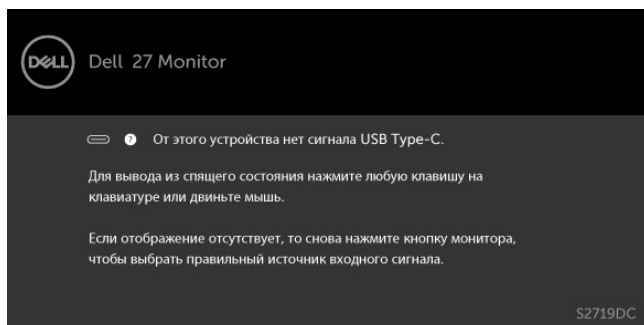 DELL
Dell 27 Monitor
? От этого устройства нет сигнала USB Type-C.
Для вывода из спящего состояния нажмите любую клавишу на
клавиатуре или двиньте мышь.
Если отображение отсутствует, то снова нажмите кнопку монитора,
чтобы выбрать правильный источник входного сигнала.
S2719DC